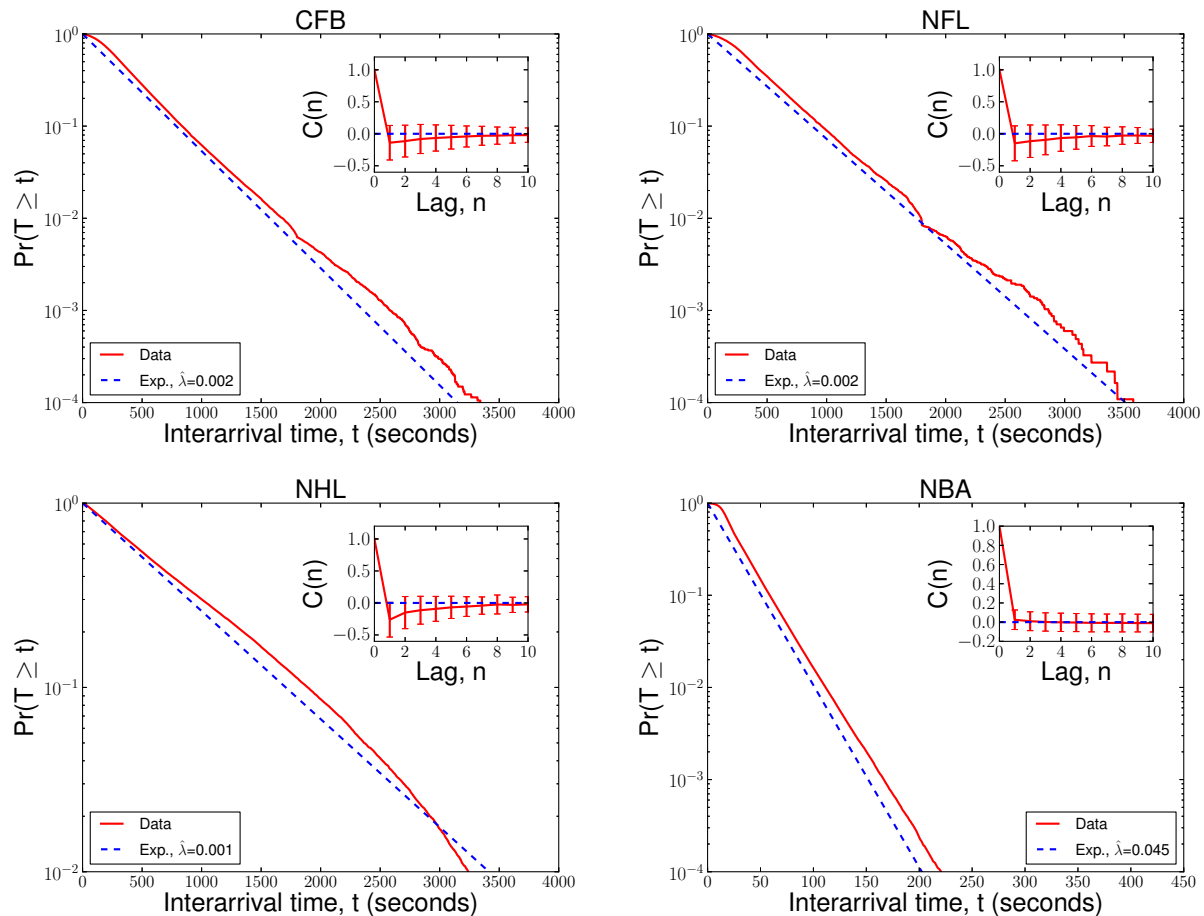 CFB
10^0
10^-1
10^-2
10^-3
10^-4
Pr(T ≥ t)
0 500 1000 1500 2000 2500 3000 3500 4000
Interarrival time, t (seconds)
Data
Exp., λ̂=0.002
1.0
0.5
0.0
−0.5
C(n)
0 2 4 6 8 10
Lag, n
NFL
10^0
10^-1
10^-2
10^-3
10^-4
Pr(T ≥ t)
0 500 1000 1500 2000 2500 3000 3500 4000
Interarrival time, t (seconds)
Data
Exp., λ̂=0.002
1.0
0.5
0.0
−0.5
C(n)
0 2 4 6 8 10
Lag, n
NHL
10^0
10^-1
10^-2
Pr(T ≥ t)
0 500 1000 1500 2000 2500 3000 3500 4000
Interarrival time, t (seconds)
Data
Exp., λ̂=0.001
1.0
0.5
0.0
−0.5
C(n)
0 2 4 6 8 10
Lag, n
NBA
10^0
10^-1
10^-2
10^-3
10^-4
Pr(T ≥ t)
0 50 100 150 200 250 300 350 400 450
Interarrival time, t (seconds)
Data
Exp., λ̂=0.045
1.0
0.8
0.6
0.4
0.2
0.0
−0.2
C(n)
0 2 4 6 8 10
Lag, n